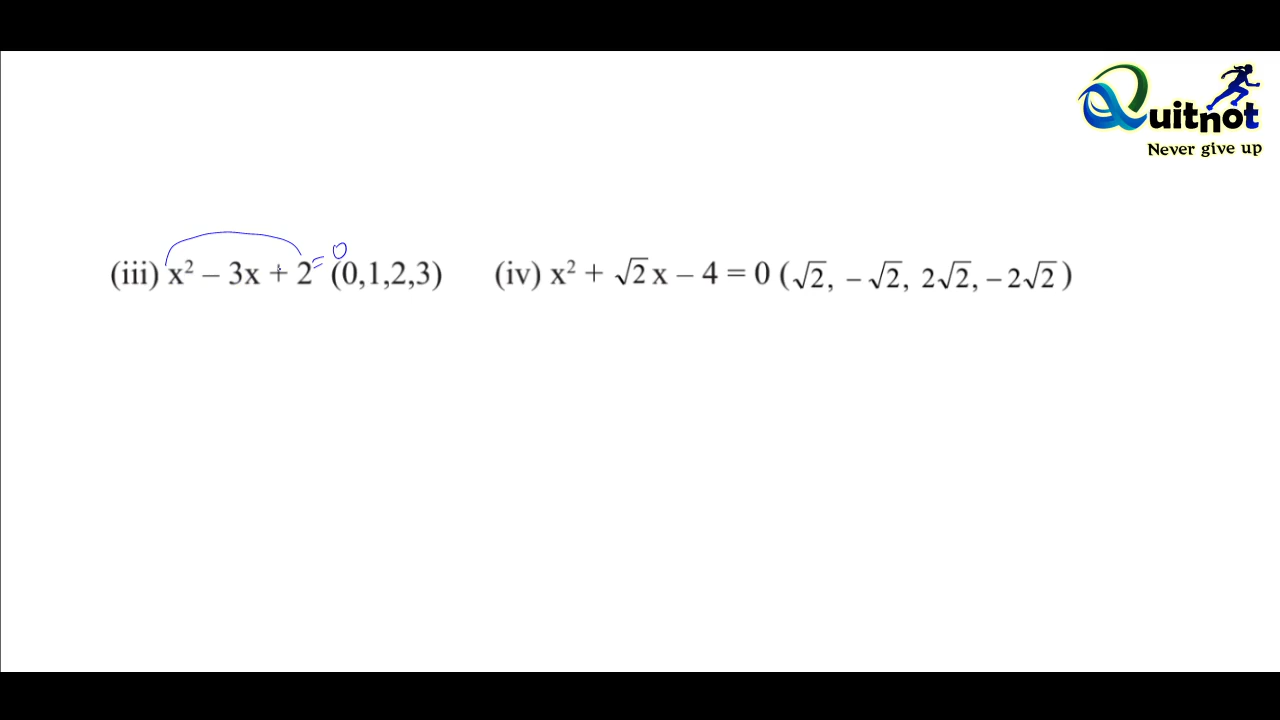 Quitnot
Never give up
(iii) x² – 3x + 2 = 0 (0,1,2,3)
(iv) x² + √2 x – 4 = 0 (√2, – √2, 2√2, – 2√2 )